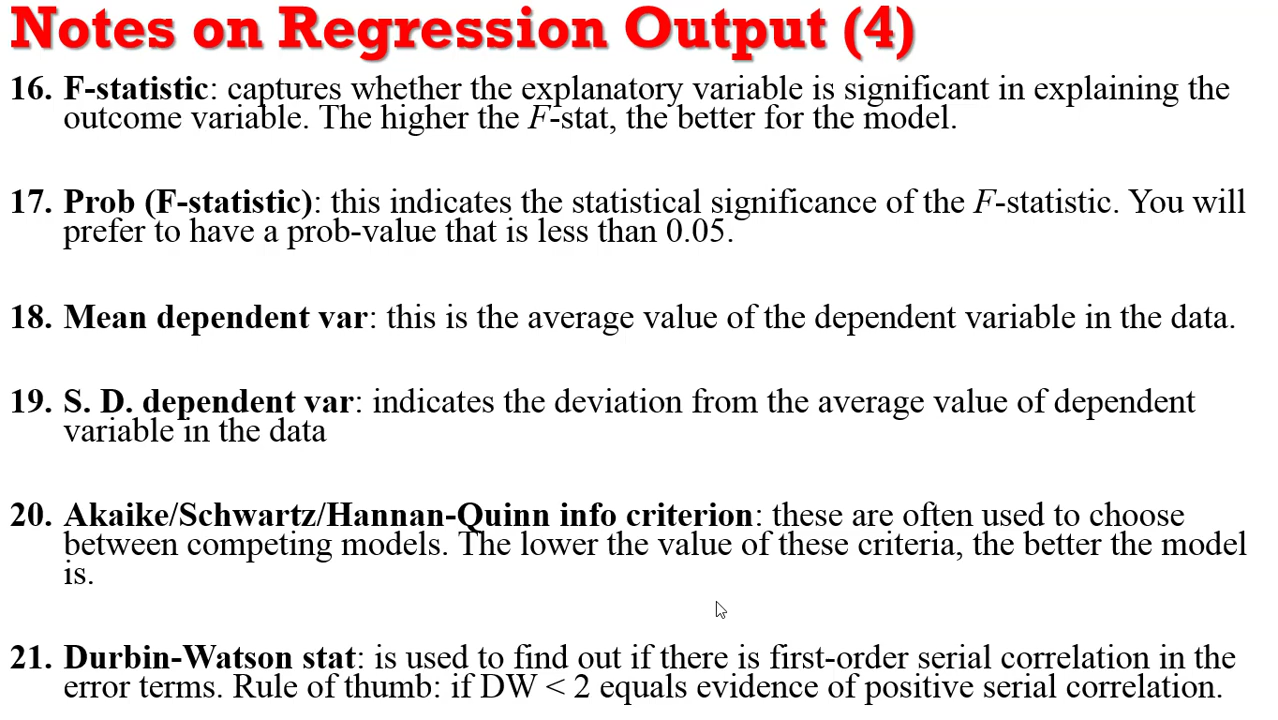 Notes on Regression Output (4)
16. F-statistic: captures whether the explanatory variable is significant in explaining the
outcome variable. The higher the F-stat, the better for the model.
17. Prob (F-statistic): this indicates the statistical significance of the F-statistic. You will
prefer to have a prob-value that is less than 0.05.
18. Mean dependent var: this is the average value of the dependent variable in the data.
19. S. D. dependent var: indicates the deviation from the average value of dependent
variable in the data
20. Akaike/Schwartz/Hannan-Quinn info criterion: these are often used to choose
between competing models. The lower the value of these criteria, the better the model
is.
21. Durbin-Watson stat: is used to find out if there is first-order serial correlation in the
error terms. Rule of thumb: if DW < 2 equals evidence of positive serial correlation.